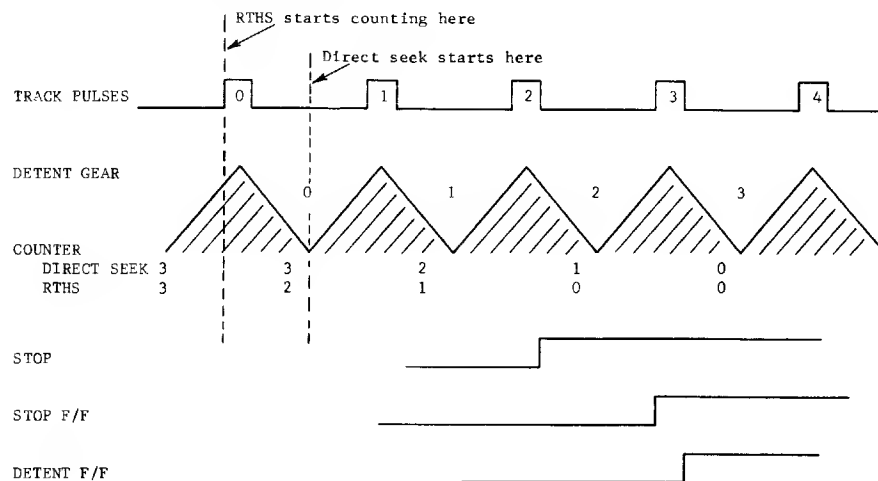 RTHS starts counting here
Direct seek starts here
TRACK PULSES 0 1 2 3 4
DETENT GEAR
0 1 2 3
COUNTER
DIRECT SEEK 3 3 2 1 0
RTHS 3 2 1 0 0
STOP
STOP F/F
DETENT F/F